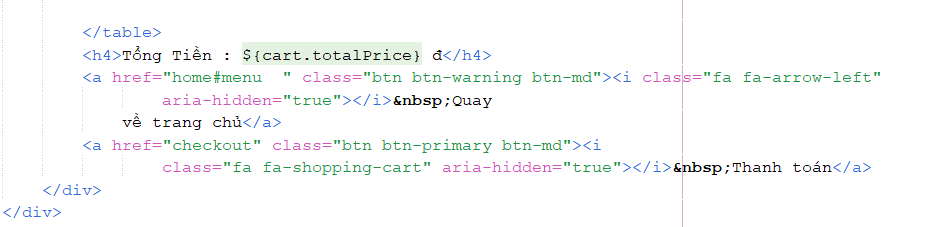 </table>
<h4>Tổng Tiền : ${cart.totalPrice} đ</h4>
<a href="home#menu  " class="btn btn-warning btn-md"><i class="fa fa-arrow-left"
aria-hidden="true"></i>&nbsp;Quay
về trang chủ</a>
<a href="checkout" class="btn btn-primary btn-md"><i
class="fa fa-shopping-cart" aria-hidden="true"></i>&nbsp;Thanh toán</a>
</div>
</div>